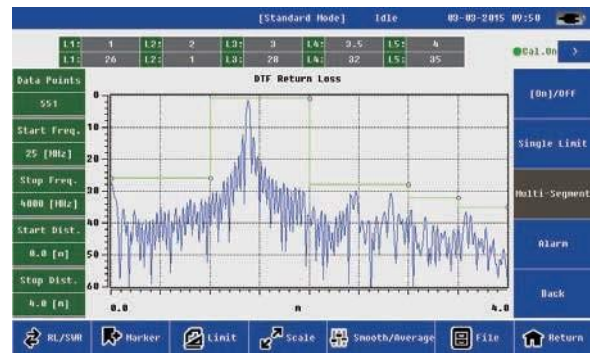 [Standard Mode] Idle 03-03-2015 09:50
L1: 1 L2: 2 L3: 3 L4: 3.5 L5: 4
L1: 26 L2: 1 L3: 28 L4: 32 L5: 35
Cal.On >
Data Points
551
Start Freq.
25 [MHz]
Stop Freq.
4000 [MHz]
Start Dist.
0.0 [m]
Stop Dist.
4.0 [m]
DTF Return Loss
0
10
20
30
40
50
60
0.0 m 4.0
[On]/OFF
Single Limit
Multi-Segment
Alarm
Back
RL/SWR Marker Limit Scale Smooth/Average File Return